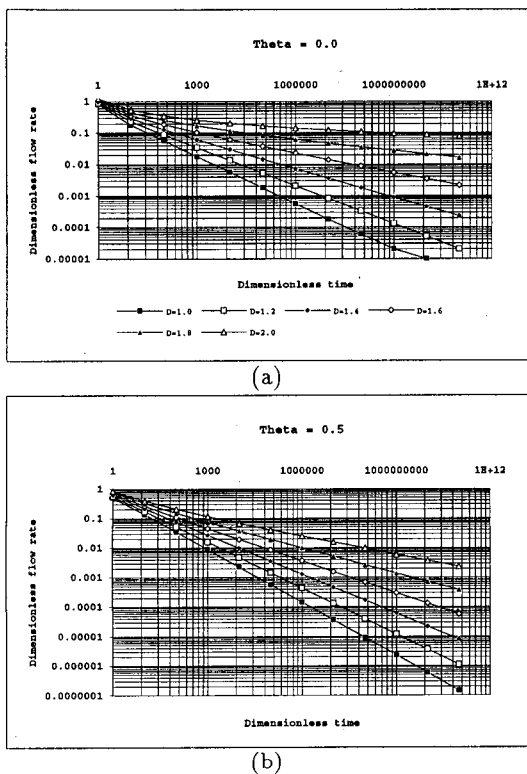 Theta = 0.0
1 1000 1000000 1000000000 1E+12
1
0.1
0.01
0.001
0.0001
0.00001
Dimensionless flow rate
Dimensionless time
D=1.0 D=1.2 D=1.4 D=1.6
D=1.8 D=2.0
(a)
Theta = 0.5
1 1000 1000000 1000000000 1E+12
1
0.1
0.01
0.001
0.0001
0.00001
0.000001
0.0000001
Dimensionless flow rate
Dimensionless time
(b)